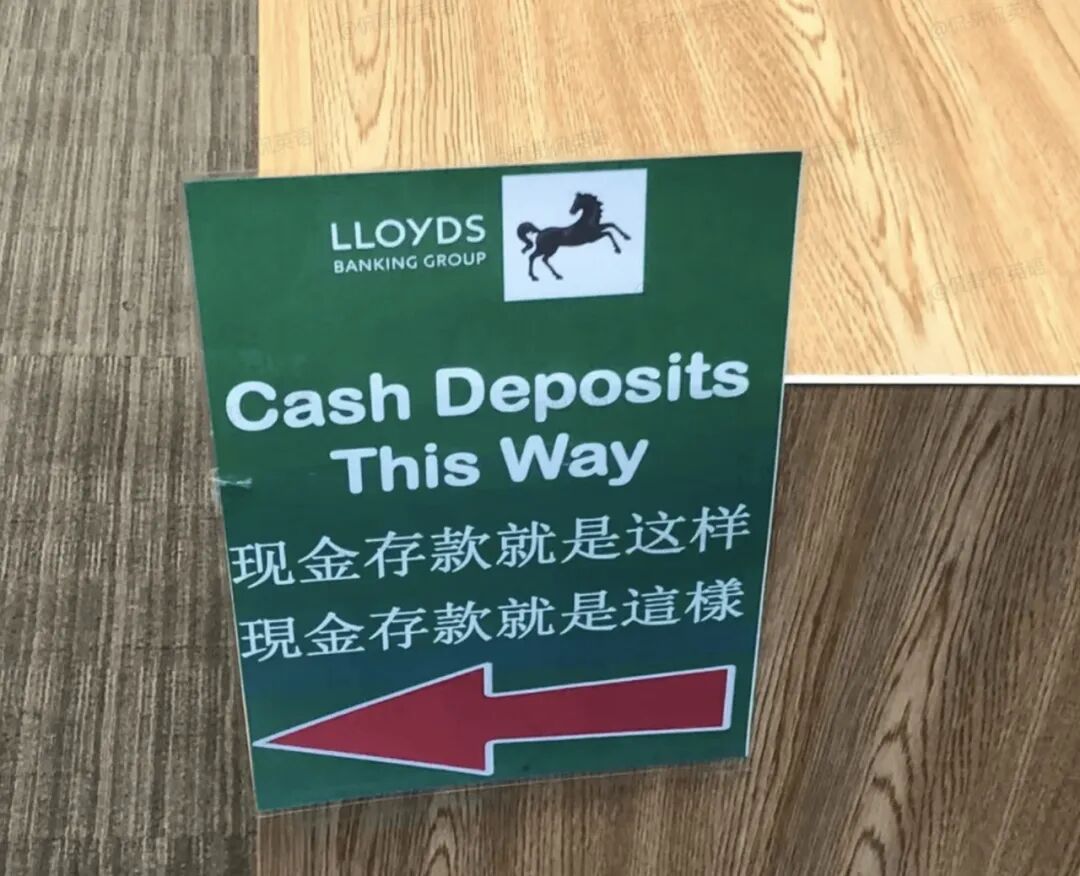 LLOYDS
BANKING GROUP
Cash Deposits
This Way
现金存款就是这样
現金存款就是這樣